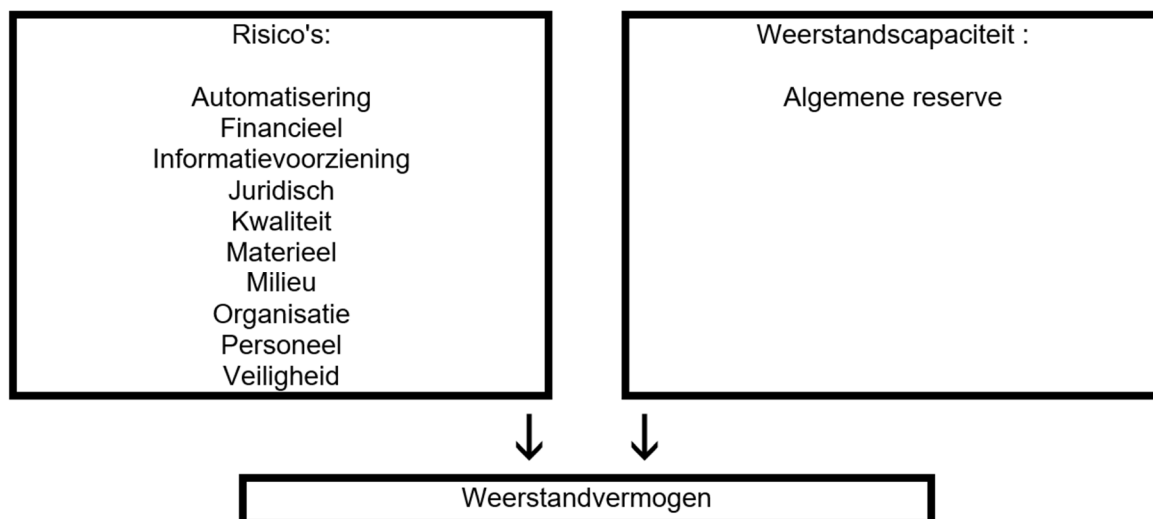 Risico's:
Automatisering
Financieel
Informatievoorziening
Juridisch
Kwaliteit
Materieel
Milieu
Organisatie
Personeel
Veiligheid
Weerstandscapaciteit :
Algemene reserve
Weerstandvermogen